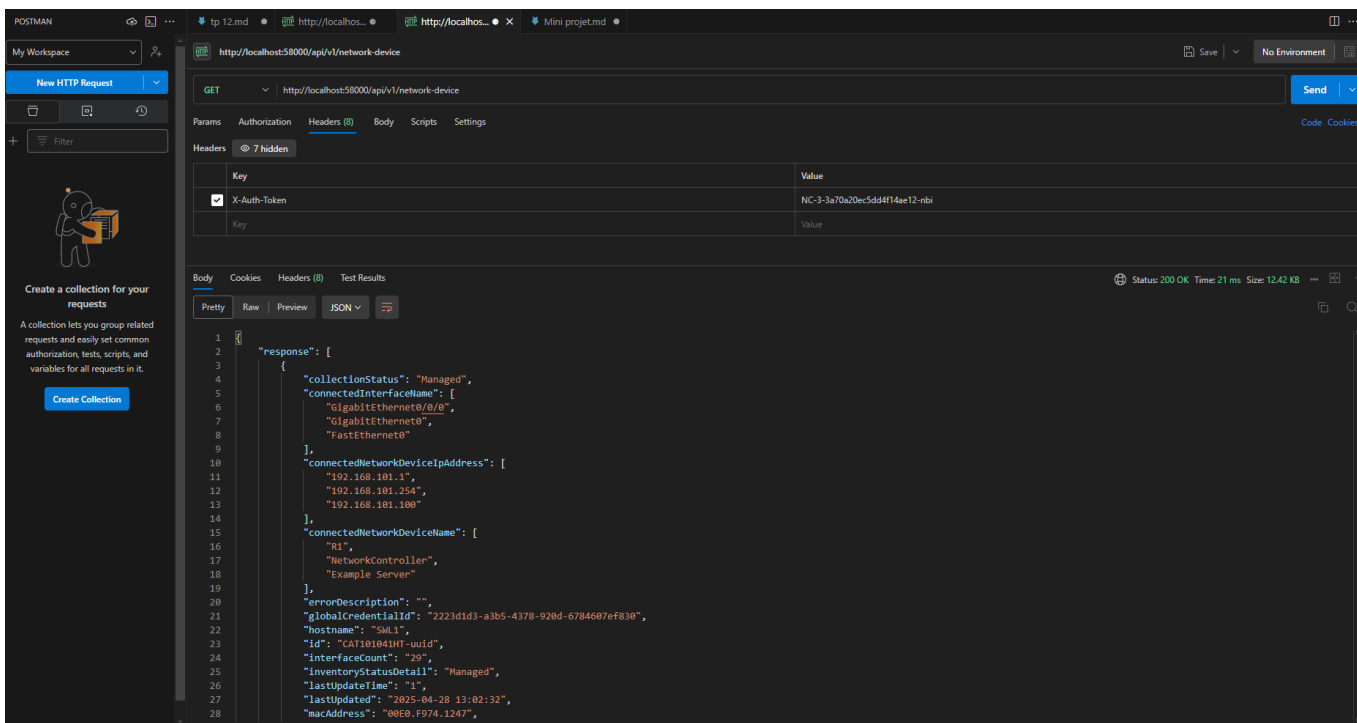 POSTMAN
tp 12.md
http://localhos...
http://localhos...
Mini projet.md
My Workspace
http://localhost:58000/api/v1/network-device
Save
No Environment
New HTTP Request
GET
http://localhost:58000/api/v1/network-device
Send
Params Authorization Headers (8) Body Scripts Settings
Code Cookies
Filter
Headers 7 hidden
Key Value
X-Auth-Token NC-3-3a70a20ec5dd4f14ae12-nbi
Key Value
Create a collection for your
requests
A collection lets you group related
requests and easily set common
authorization, tests, scripts, and
variables for all requests in it.
Create Collection
Body Cookies Headers (8) Test Results
Status: 200 OK Time: 21 ms Size: 12.42 KB
Pretty Raw Preview JSON
1 {
2 "response": [
3 {
4 "collectionStatus": "Managed",
5 "connectedInterfaceName": [
6 "GigabitEthernet0/0/0",
7 "GigabitEthernet0",
8 "FastEthernet0"
9 ],
10 "connectedNetworkDeviceIpAddress": [
11 "192.168.101.1",
12 "192.168.101.254",
13 "192.168.101.100"
14 ],
15 "connectedNetworkDeviceName": [
16 "R1",
17 "NetworkController",
18 "Example Server"
19 ],
20 "errorDescription": "",
21 "globalCredentialId": "2223d1d3-a3b5-4378-920d-6784607ef830",
22 "hostname": "SWL1",
23 "id": "CAT101041HT-uuid",
24 "interfaceCount": "29",
25 "inventoryStatusDetail": "Managed",
26 "lastUpdateTime": "1",
27 "lastUpdated": "2025-04-28 13:02:32",
28 "macAddress": "00E0.F974.1247",